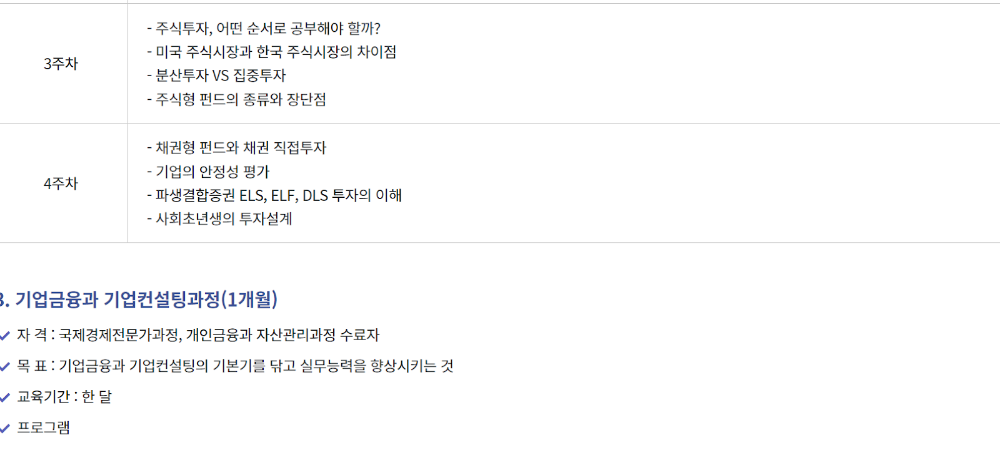 3주차
- 주식투자, 어떤 순서로 공부해야 할까?
- 미국 주식시장과 한국 주식시장의 차이점
- 분산투자 VS 집중투자
- 주식형 펀드의 종류와 장단점
4주차
- 채권형 펀드와 채권 직접투자
- 기업의 안정성 평가
- 파생결합증권 ELS, ELF, DLS 투자의 이해
- 사회초년생의 투자설계
3. 기업금융과 기업컨설팅과정(1개월)
자 격 : 국제경제전문가과정, 개인금융과 자산관리과정 수료자
목 표 : 기업금융과 기업컨설팅의 기본기를 닦고 실무능력을 향상시키는 것
교육기간 : 한 달
프로그램